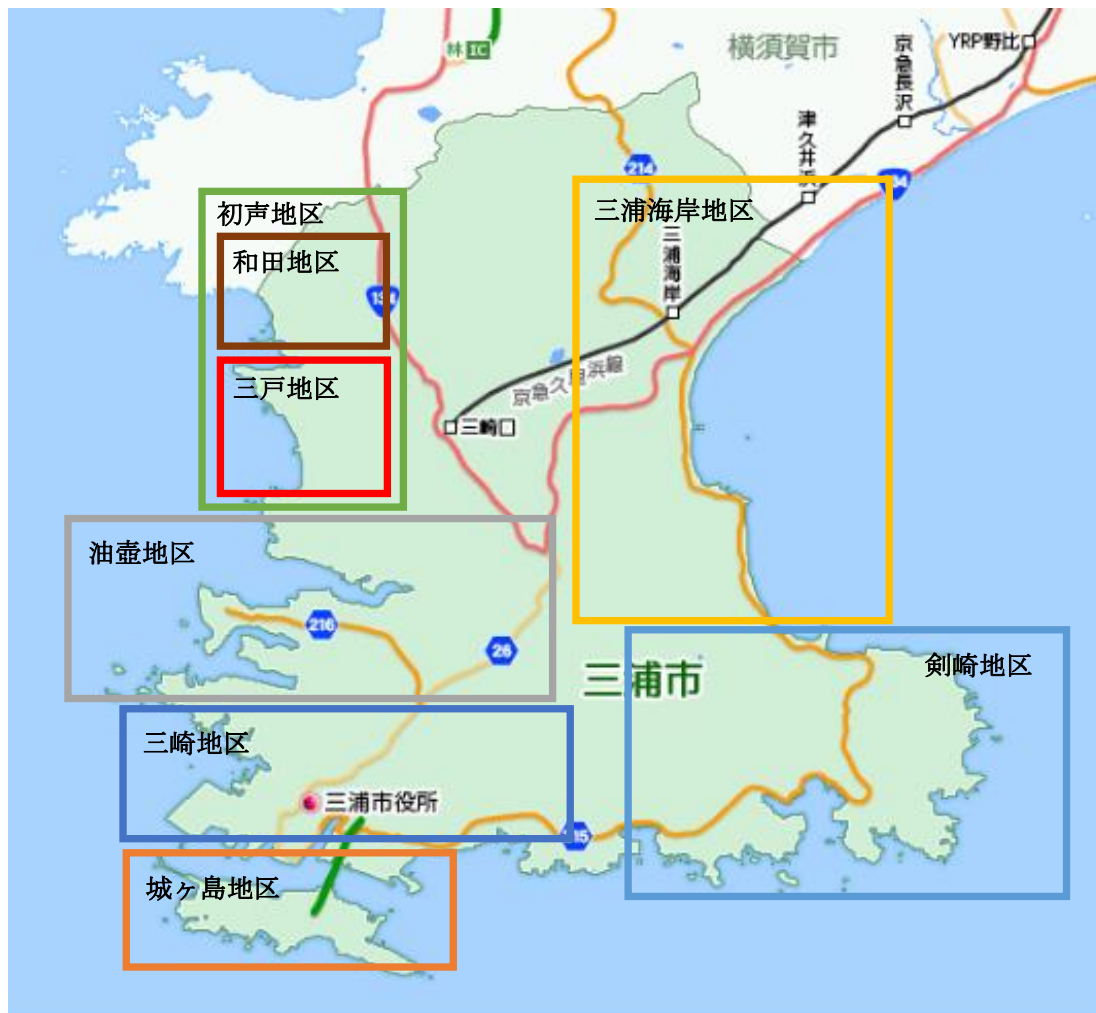 林 IC
横須賀市
YRP野比
京急長沢
津久井浜
214
134
初声地区
三浦海岸地区
和田地区
三浦海岸
134
三戸地区
京急久里浜線
三崎口
油壺地区
216
26
三浦市
剣崎地区
三崎地区
三浦市役所
215
城ヶ島地区